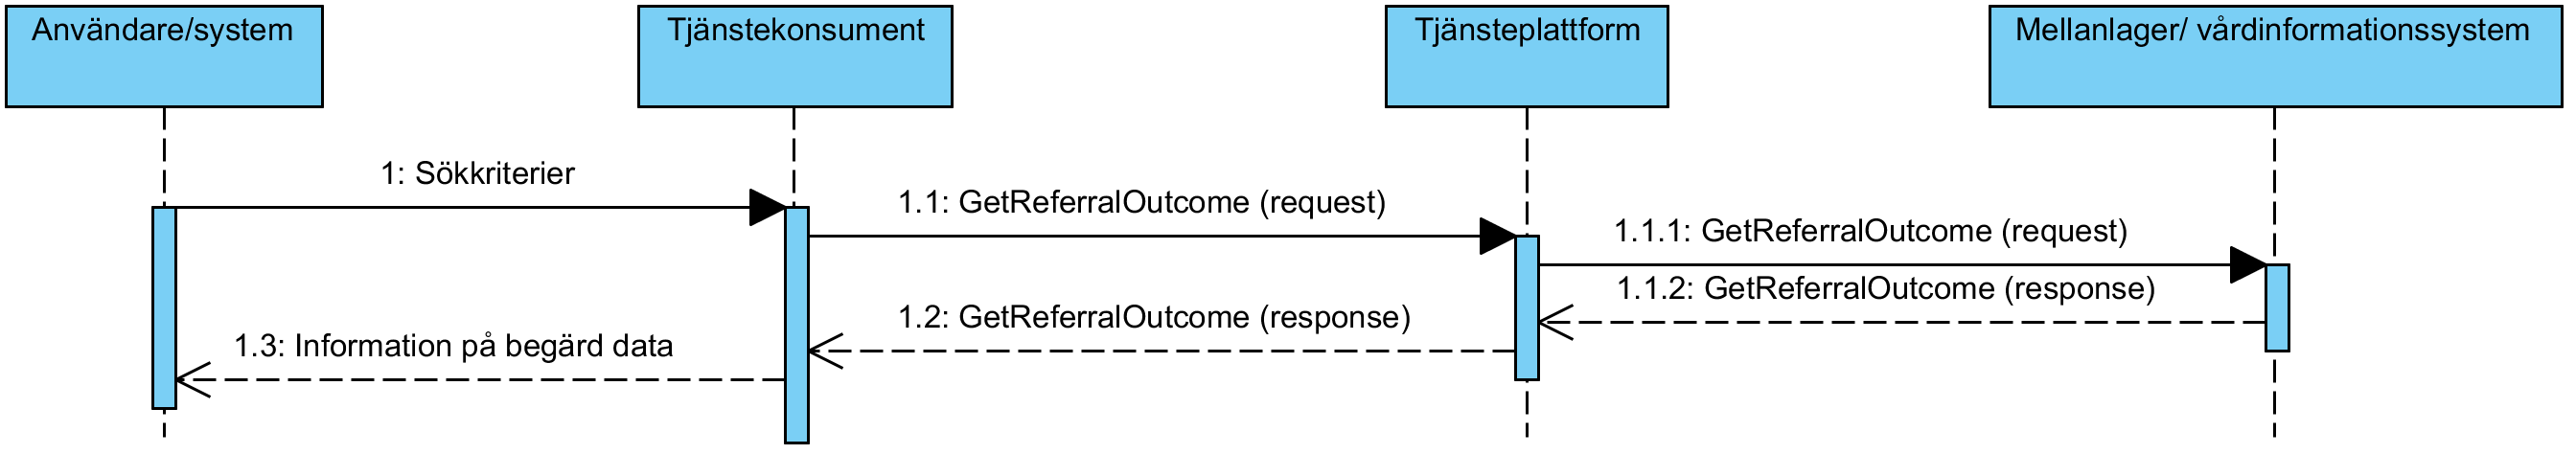 Användare/system
Tjänstekonsument
Tjänsteplattform
Mellanlager/ vårdinformationssystem
1: Sökkriterier
1.1: GetReferralOutcome (request)
1.1.1: GetReferralOutcome (request)
1.1.2: GetReferralOutcome (response)
1.2: GetReferralOutcome (response)
1.3: Information på begärd data